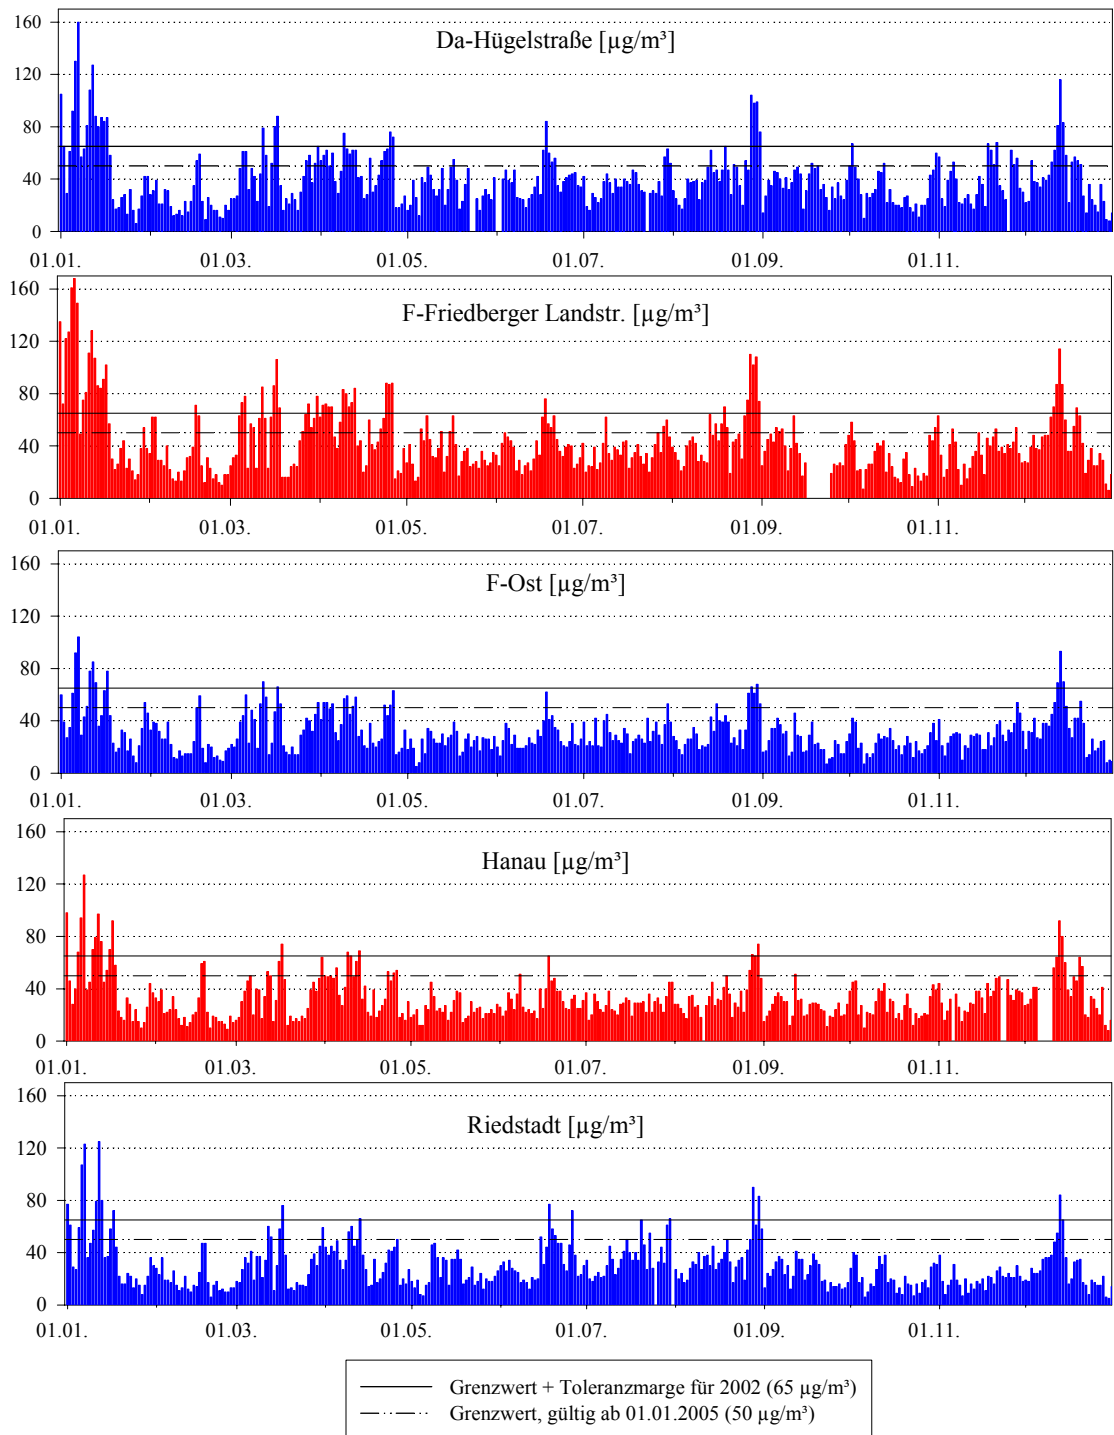 160
Da-Hügelstraße [µg/m³]
120
80
40
0
01.01. 01.03. 01.05. 01.07. 01.09. 01.11.
160
F-Friedberger Landstr. [µg/m³]
120
80
40
0
01.01. 01.03. 01.05. 01.07. 01.09. 01.11.
160
F-Ost [µg/m³]
120
80
40
0
01.01. 01.03. 01.05. 01.07. 01.09. 01.11.
160
Hanau [µg/m³]
120
80
40
0
01.01. 01.03. 01.05. 01.07. 01.09. 01.11.
160
Riedstadt [µg/m³]
120
80
40
0
01.01. 01.03. 01.05. 01.07. 01.09. 01.11.
Grenzwert + Toleranzmarge für 2002 (65 µg/m³)
Grenzwert, gültig ab 01.01.2005 (50 µg/m³)